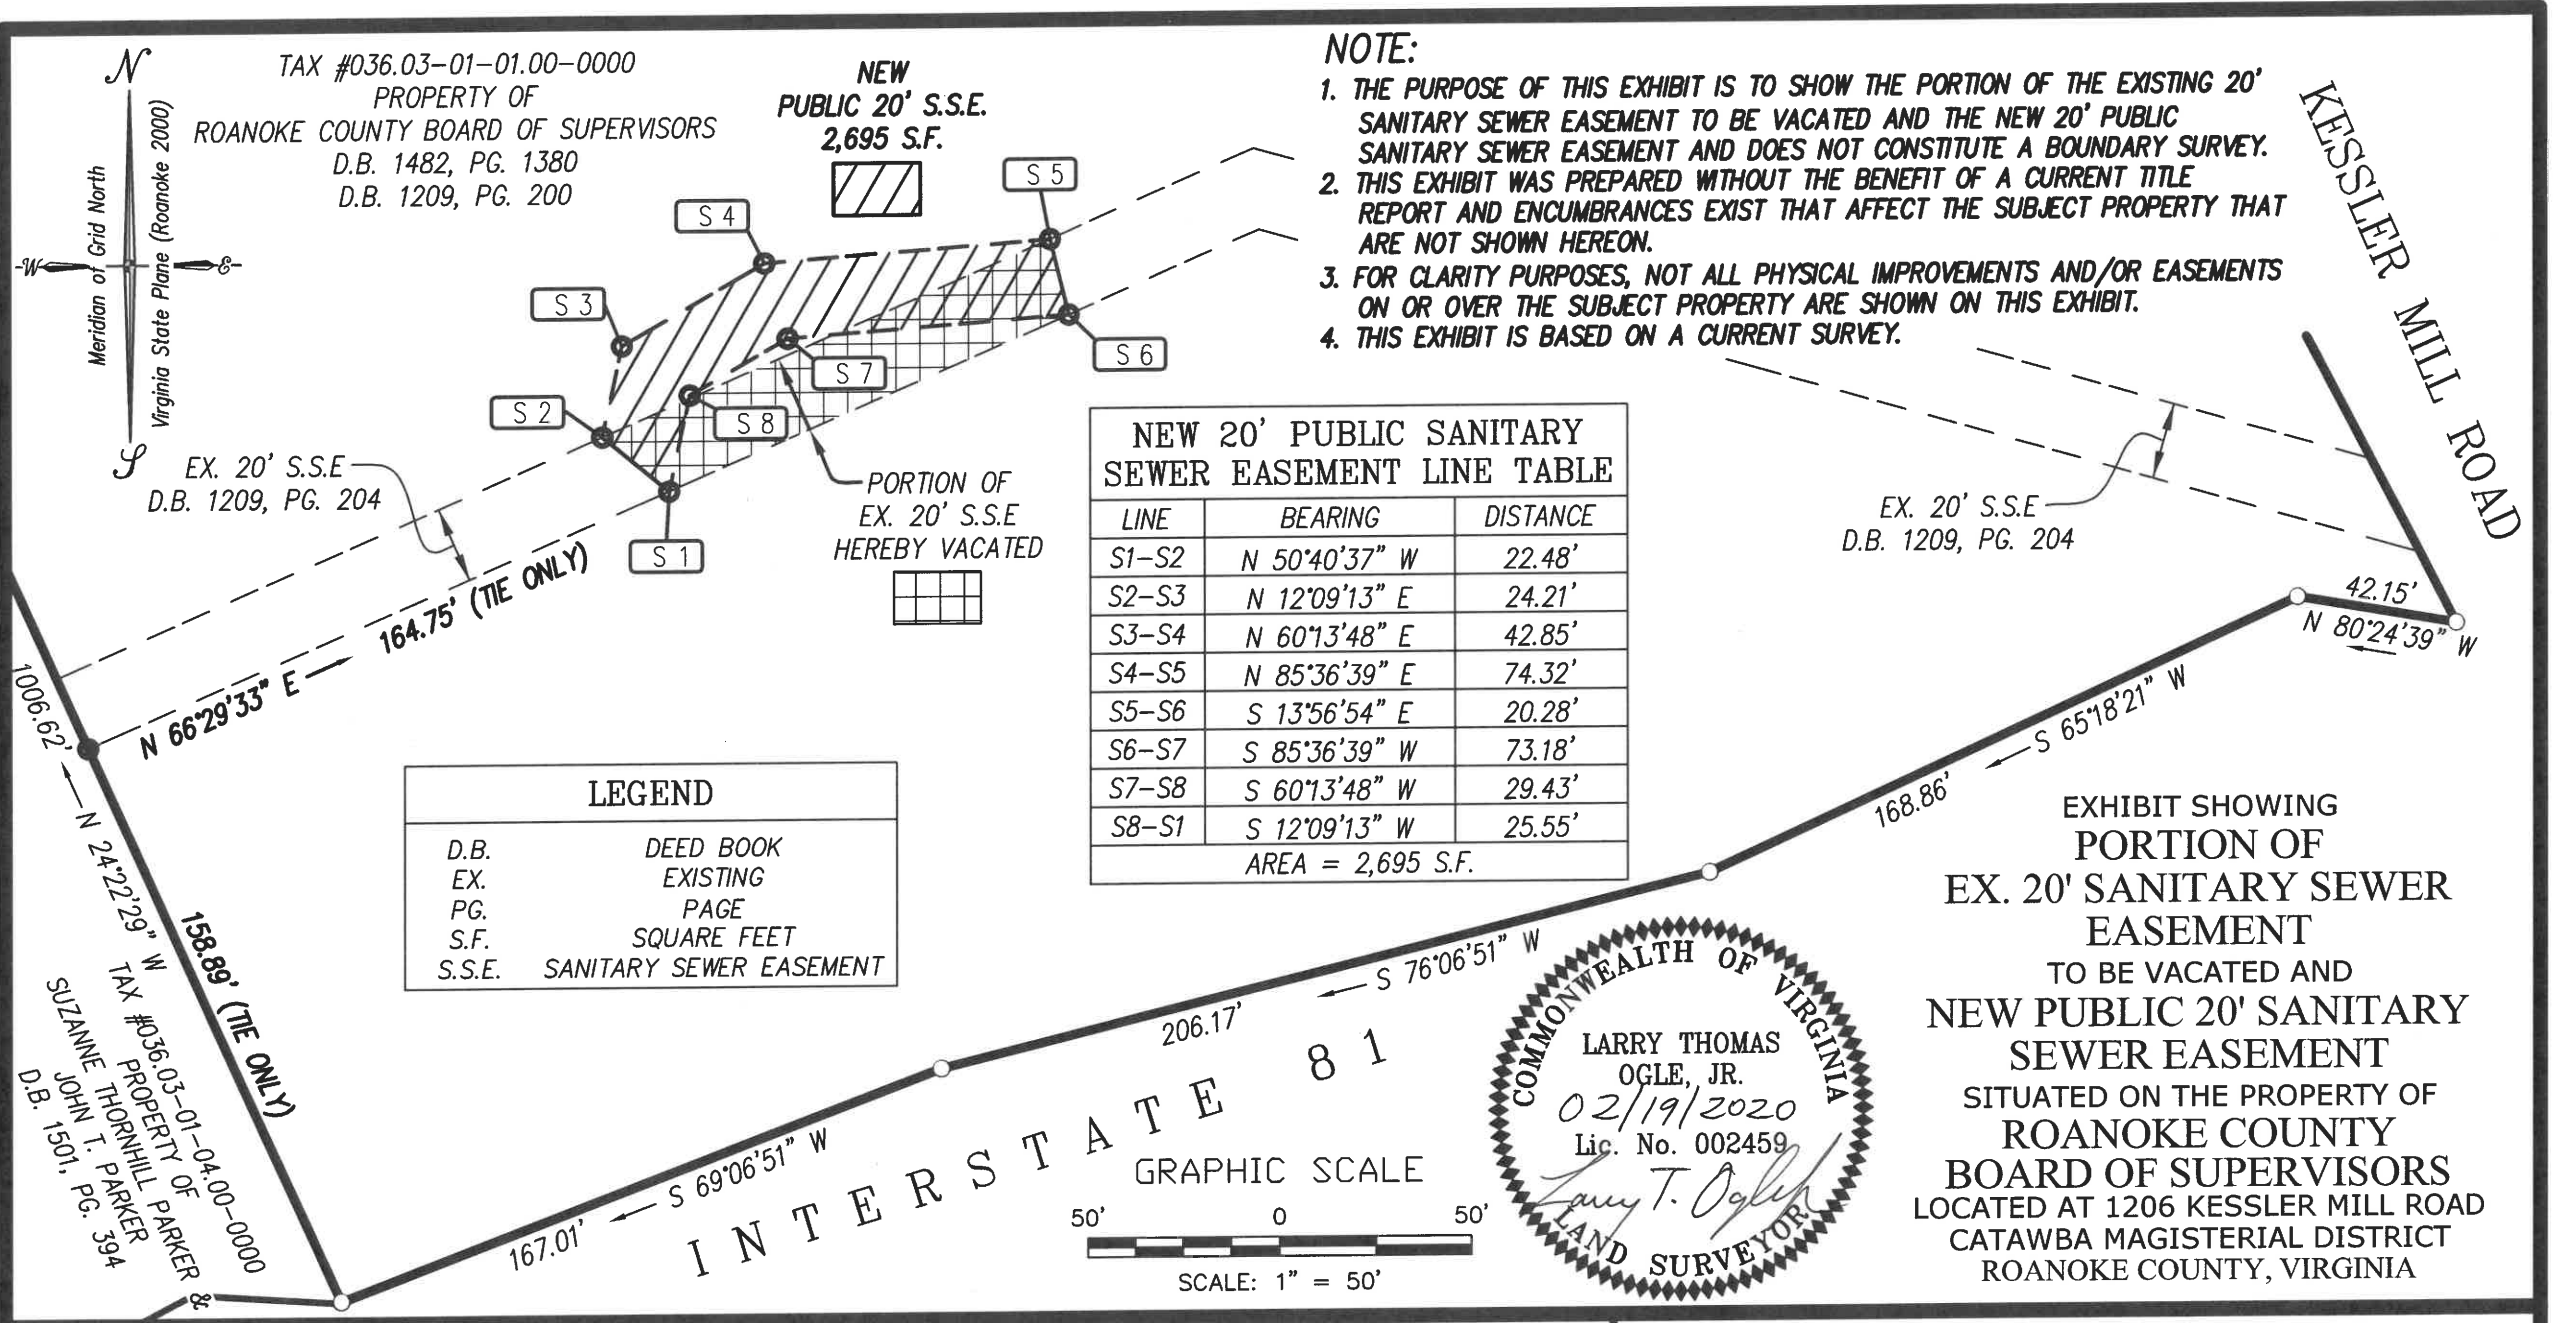 N
-W-
-E-
S
Meridian of Grid North
Virginia State Plane (Roanoke 2000)
TAX #036.03-01-01.00-0000
PROPERTY OF
ROANOKE COUNTY BOARD OF SUPERVISORS
D.B. 1482, PG. 1380
D.B. 1209, PG. 200
NEW
PUBLIC 20' S.S.E.
2,695 S.F.
NOTE:
1. THE PURPOSE OF THIS EXHIBIT IS TO SHOW THE PORTION OF THE EXISTING 20'
SANITARY SEWER EASEMENT TO BE VACATED AND THE NEW 20' PUBLIC
SANITARY SEWER EASEMENT AND DOES NOT CONSTITUTE A BOUNDARY SURVEY.
2. THIS EXHIBIT WAS PREPARED WITHOUT THE BENEFIT OF A CURRENT TITLE
REPORT AND ENCUMBRANCES EXIST THAT AFFECT THE SUBJECT PROPERTY THAT
ARE NOT SHOWN HEREON.
3. FOR CLARITY PURPOSES, NOT ALL PHYSICAL IMPROVEMENTS AND/OR EASEMENTS
ON OR OVER THE SUBJECT PROPERTY ARE SHOWN ON THIS EXHIBIT.
4. THIS EXHIBIT IS BASED ON A CURRENT SURVEY.
KESSLER MILL ROAD
S 5
S 4
S 3
S 2
S 6
S 7
S 8
S 1
EX. 20' S.S.E
D.B. 1209, PG. 204
PORTION OF
EX. 20' S.S.E
HEREBY VACATED
N 66°29'33" E
164.75' (TIE ONLY)
1006.62'
N 24°22'29" W
158.89' (TIE ONLY)
TAX #036.03-01-04.00-0000
PROPERTY OF
SUZANNE THORNHILL PARKER &
JOHN T. PARKER
D.B. 1501, PG. 394
NEW 20' PUBLIC SANITARY
SEWER EASEMENT LINE TABLE
LINE BEARING DISTANCE
S1-S2 N 50°40'37" W 22.48'
S2-S3 N 12°09'13" E 24.21'
S3-S4 N 60°13'48" E 42.85'
S4-S5 N 85°36'39" E 74.32'
S5-S6 S 13°56'54" E 20.28'
S6-S7 S 85°36'39" W 73.18'
S7-S8 S 60°13'48" W 29.43'
S8-S1 S 12°09'13" W 25.55'
AREA = 2,695 S.F.
EX. 20' S.S.E
D.B. 1209, PG. 204
42.15'
N 80°24'39" W
S 65°18'21" W
168.86'
S 76°06'51" W
206.17'
S 69°06'51" W
167.01'
INTERSTATE 81
LEGEND
D.B. DEED BOOK
EX. EXISTING
PG. PAGE
S.F. SQUARE FEET
S.S.E. SANITARY SEWER EASEMENT
GRAPHIC SCALE
50' 0 50'
SCALE: 1" = 50'
COMMONWEALTH OF VIRGINIA
LARRY THOMAS
OGLE, JR.
02/19/2020
Lic. No. 002459
Larry T. Ogle Jr
LAND SURVEYOR
EXHIBIT SHOWING
PORTION OF
EX. 20' SANITARY SEWER
EASEMENT
TO BE VACATED AND
NEW PUBLIC 20' SANITARY
SEWER EASEMENT
SITUATED ON THE PROPERTY OF
ROANOKE COUNTY
BOARD OF SUPERVISORS
LOCATED AT 1206 KESSLER MILL ROAD
CATAWBA MAGISTERIAL DISTRICT
ROANOKE COUNTY, VIRGINIA